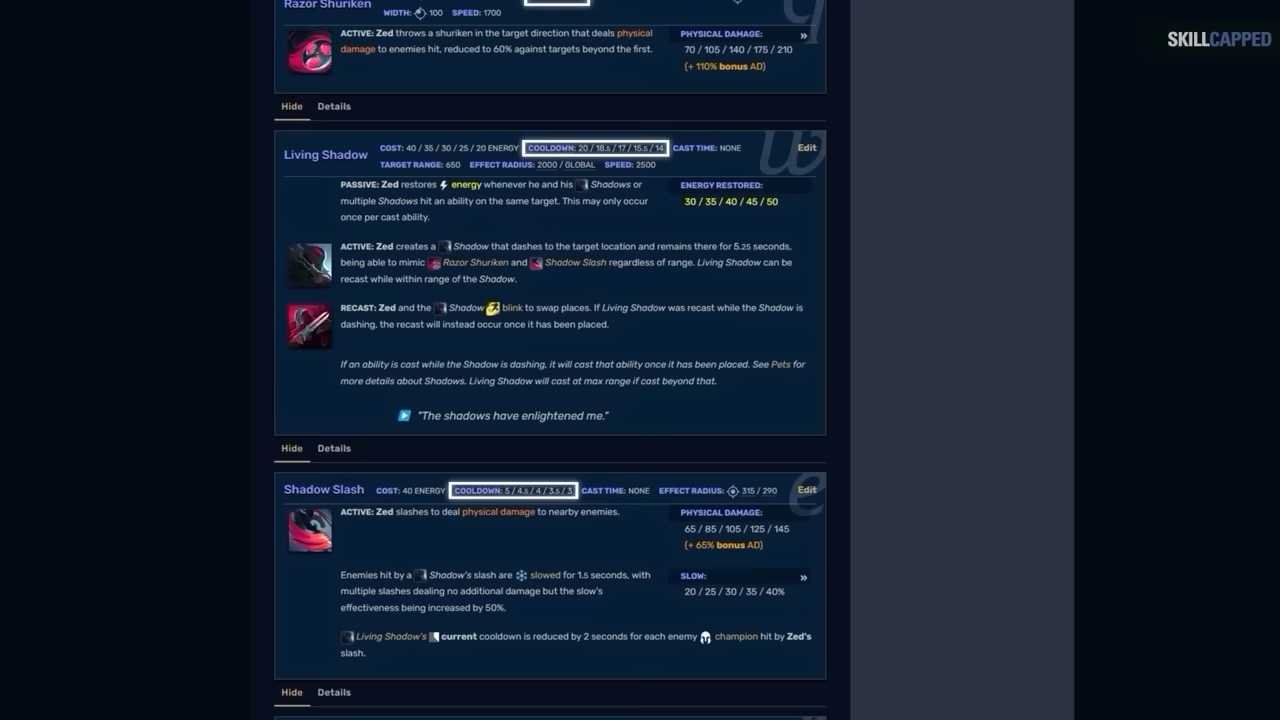 SKILLCAPPED
Razor Shuriken
WIDTH: 100 SPEED: 1700
ACTIVE: Zed throws a shuriken in the target direction that deals physical
damage to enemies hit, reduced to 60% against targets beyond the first.
PHYSICAL DAMAGE:
70 / 105 / 140 / 175 / 210
(+ 110% bonus AD)
Hide Details
Living Shadow
COST: 40 / 35 / 30 / 25 / 20 ENERGY COOLDOWN: 20 / 18.5 / 17 / 15.5 / 14 CAST TIME: NONE
Edit
TARGET RANGE: 650 EFFECT RADIUS: 2000 / GLOBAL SPEED: 2500
PASSIVE: Zed restores energy whenever he and his Shadows or
multiple Shadows hit an ability on the same target. This may only occur
once per cast ability.
ENERGY RESTORED:
30 / 35 / 40 / 45 / 50
ACTIVE: Zed creates a Shadow that dashes to the target location and remains there for 5.25 seconds,
being able to mimic Razor Shuriken and Shadow Slash regardless of range. Living Shadow can be
recast while within range of the Shadow.
RECAST: Zed and the Shadow blink to swap places. If Living Shadow was recast while the Shadow is
dashing, the recast will instead occur once it has been placed.
If an ability is cast while the Shadow is dashing, it will cast that ability once it has been placed. See Pets for
more details about Shadows. Living Shadow will cast at max range if cast beyond that.
"The shadows have enlightened me."
Hide Details
Shadow Slash
COST: 40 ENERGY COOLDOWN: 5 / 4.5 / 4 / 3.5 / 3 CAST TIME: NONE EFFECT RADIUS: 315 / 290
Edit
ACTIVE: Zed slashes to deal physical damage to nearby enemies.
PHYSICAL DAMAGE:
65 / 85 / 105 / 125 / 145
(+ 65% bonus AD)
Enemies hit by a Shadow's slash are slowed for 1.5 seconds, with
multiple slashes dealing no additional damage but the slow's
effectiveness being increased by 50%.
SLOW:
20 / 25 / 30 / 35 / 40%
Living Shadow's current cooldown is reduced by 2 seconds for each enemy champion hit by Zed's
slash.
Hide Details